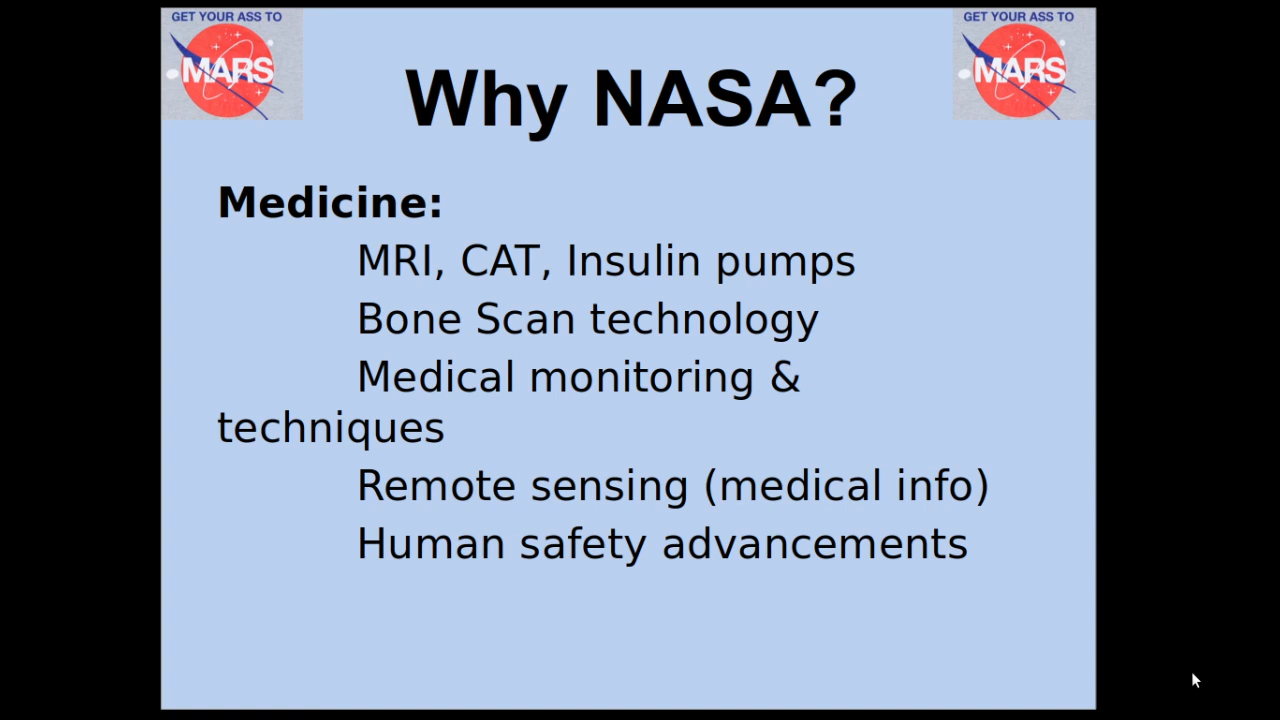 GET YOUR ASS TO
MARS
GET YOUR ASS TO
MARS
Why NASA?
Medicine:
MRI, CAT, Insulin pumps
Bone Scan technology
Medical monitoring &
techniques
Remote sensing (medical info)
Human safety advancements